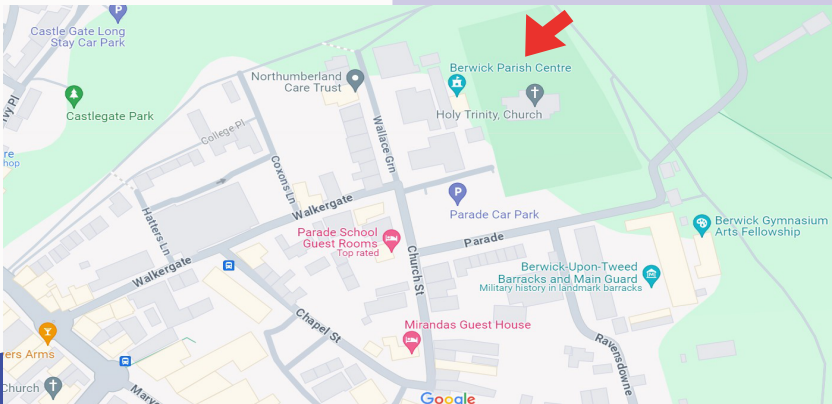 Castle Gate Long
Stay Car Park
Northumberland
Care Trust
Berwick Parish Centre
Castlegate Park
Holy Trinity, Church
College Pl
Wallace Grn
Coxons Ln
Walkergate
Parade Car Park
Hatters Ln
Parade School
Guest Rooms
Top rated
Berwick Gymnasium
Arts Fellowship
Parade
Church St
Walkergate
Berwick-Upon-Tweed
Barracks and Main Guard
Military history in landmark barracks
Chapel St
Mirandas Guest House
Ravensdowne
ers Arms
Church
Google